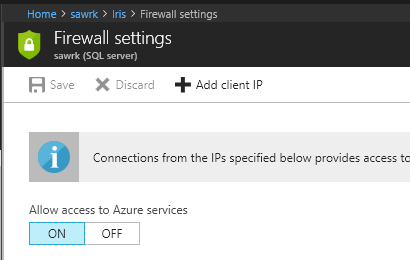 Home > sawrk > Iris > Firewall settings
Firewall settings
sawrk (SQL server)
Save Discard Add client IP
Connections from the IPs specified below provides access to
Allow access to Azure services
ON OFF